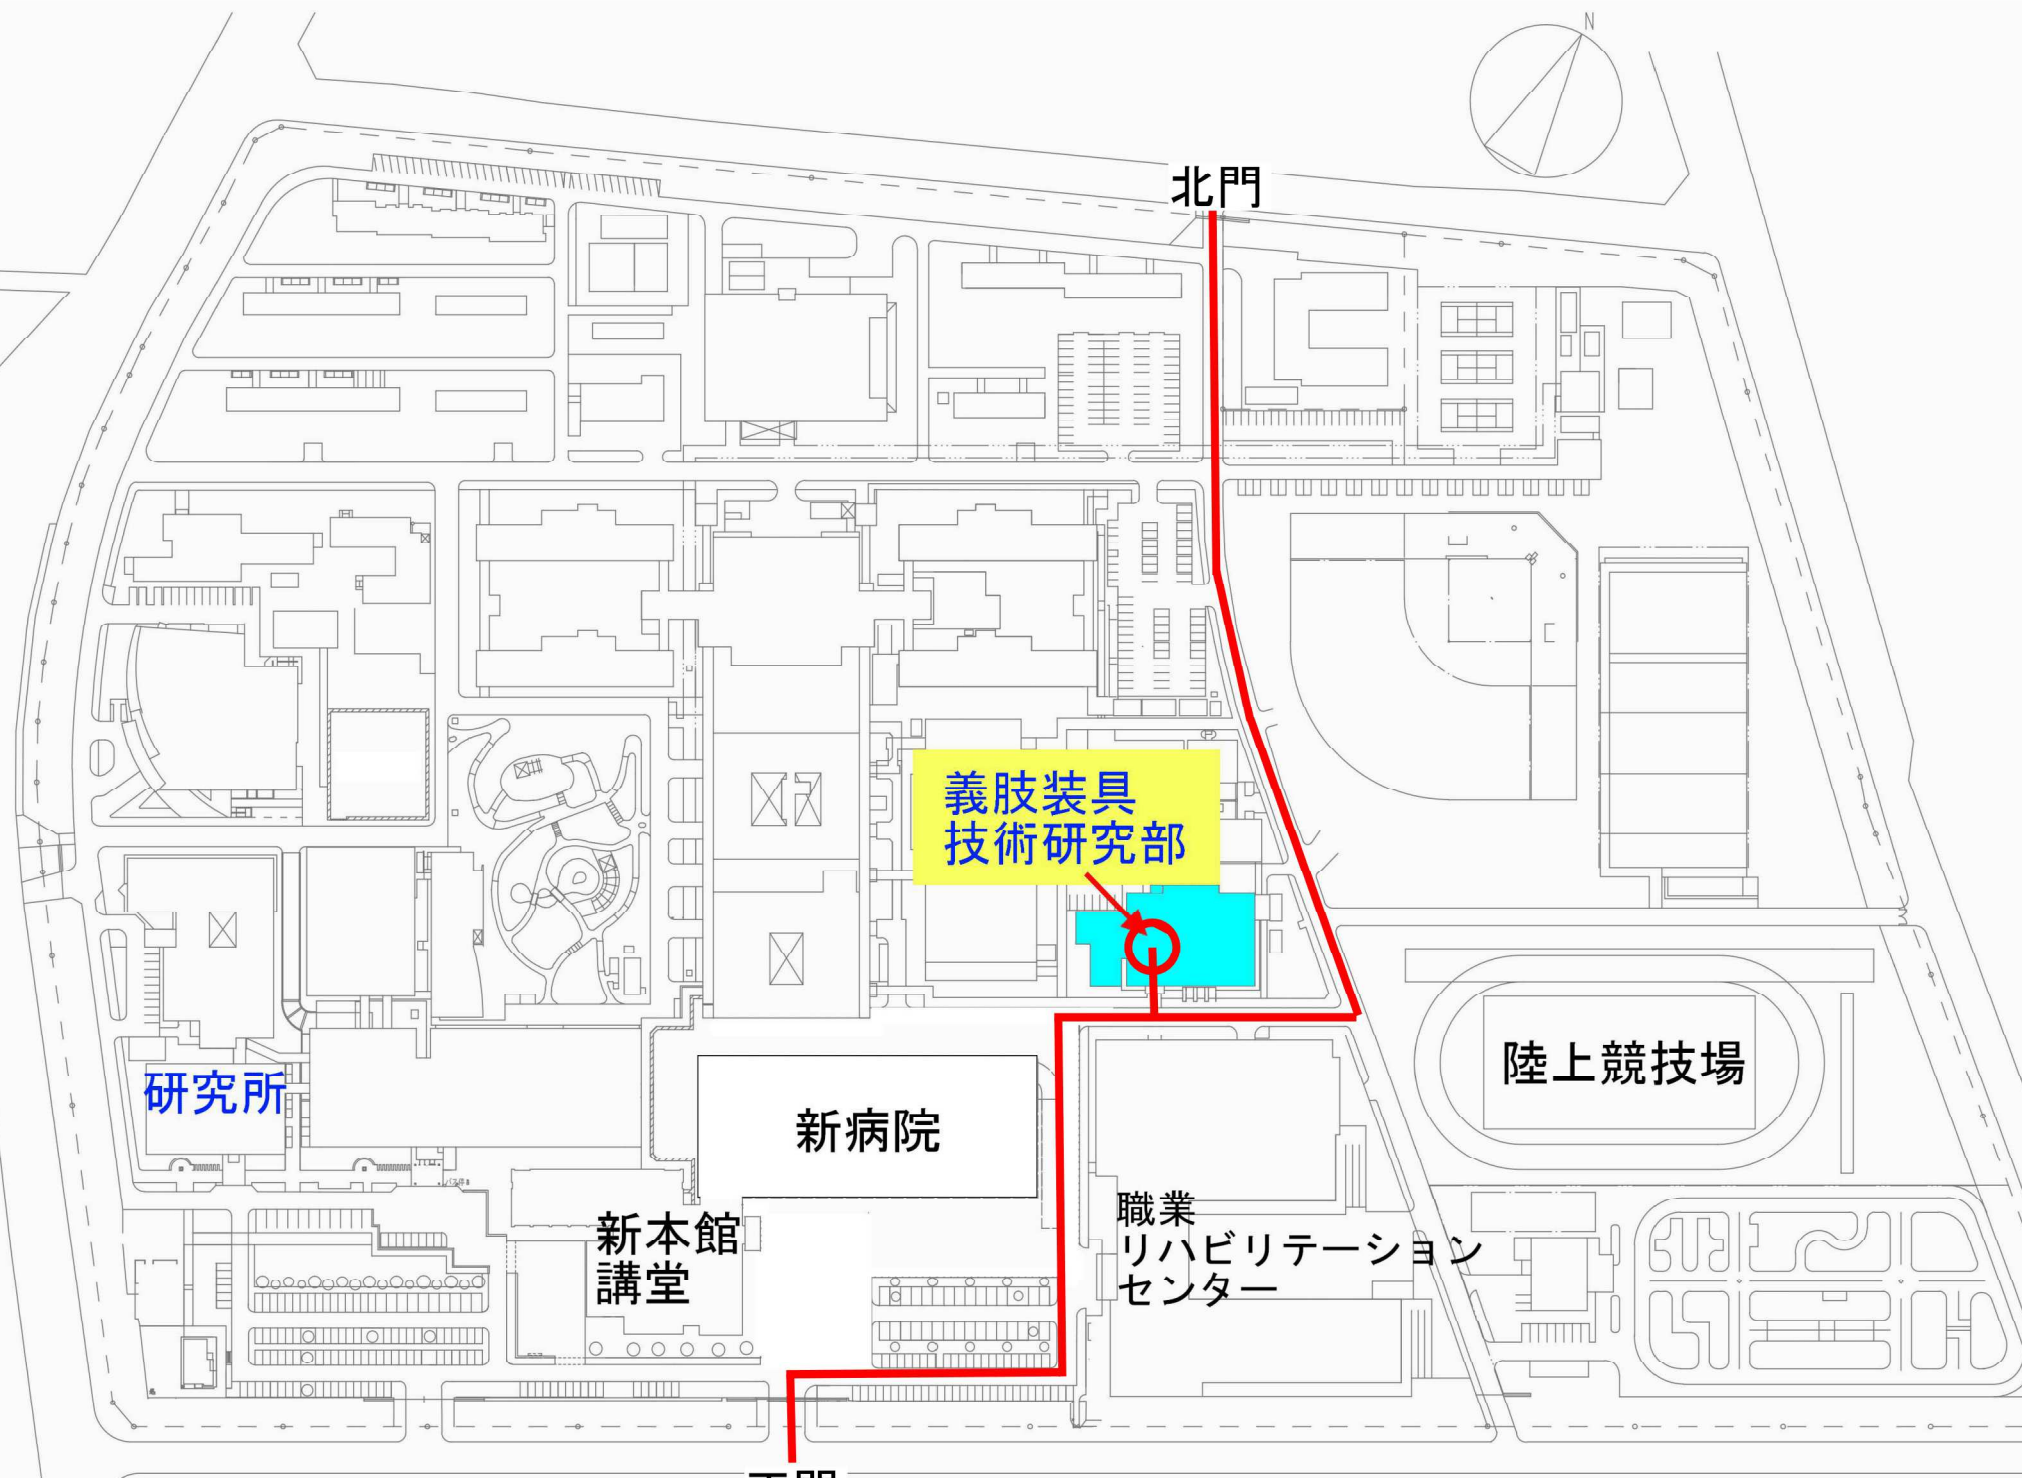 N
北門
義肢装具
技術研究部
陸上競技場
研究所
新病院
職業
リハビリテーション
センター
新本館
講堂